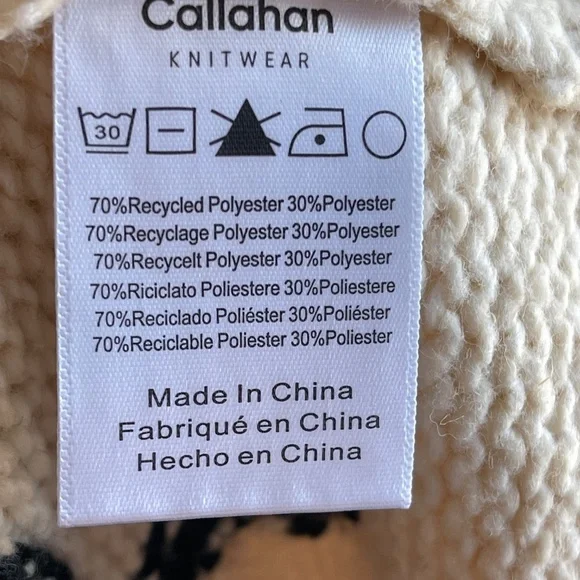 Callahan
KNITWEAR
30
70%Recycled Polyester 30%Polyester
70%Recyclage Polyester 30%Polyester
70%Recycelt Polyester 30%Polyester
70%Riciclato Poliestere 30%Poliestere
70%Reciclado Poliéster 30%Poliéster
70%Reciclable Poliester 30%Poliester
Made In China
Fabriqué en China
Hecho en China